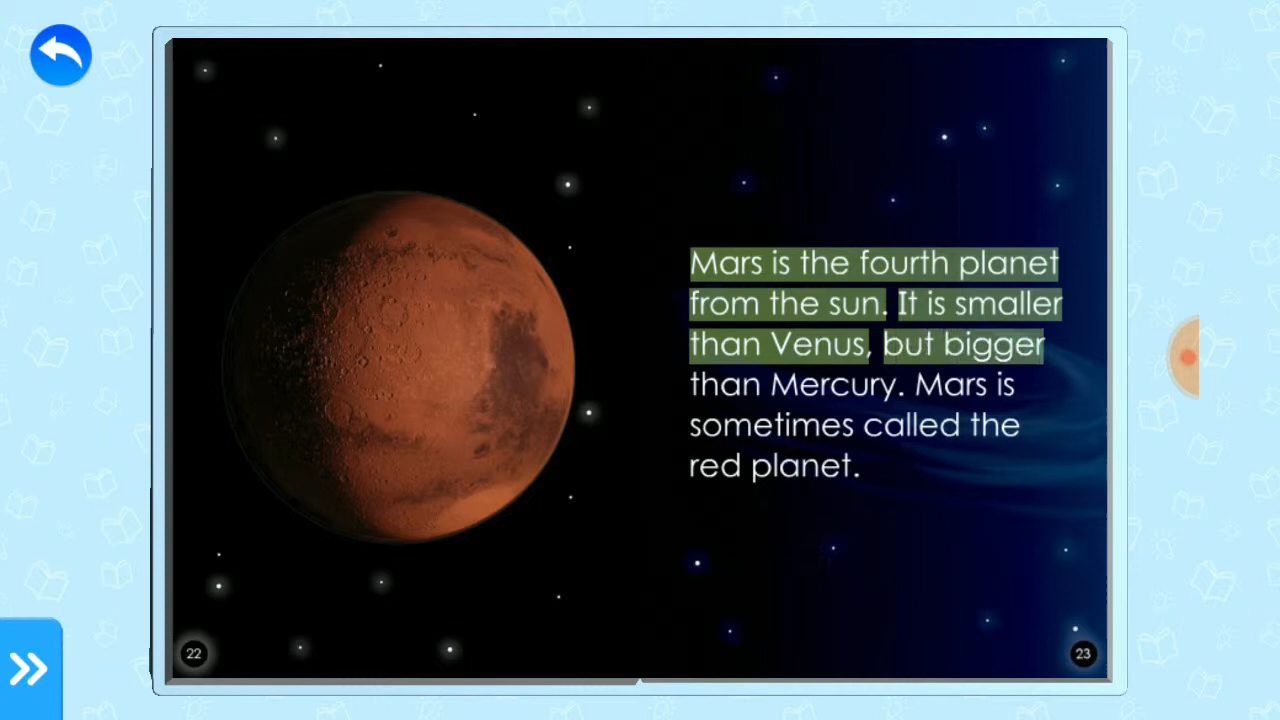 Mars is the fourth planet
from the sun. It is smaller
than Venus, but bigger
than Mercury. Mars is
sometimes called the
red planet.
22
23